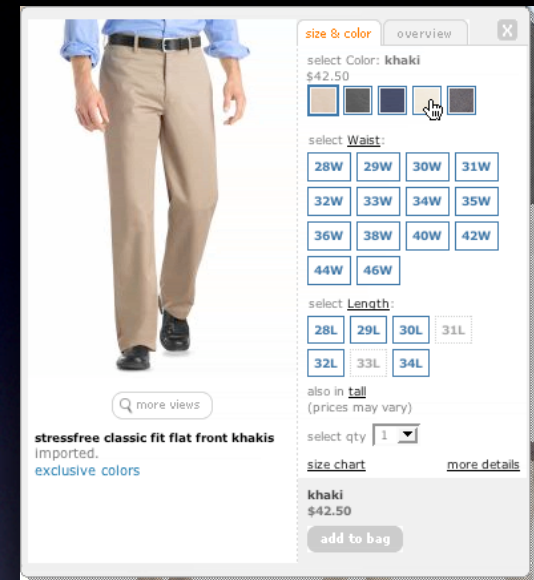 size & color
overview
X
select Color: khaki
$42.50
select Waist:
28W 29W 30W 31W
32W 33W 34W 35W
36W 38W 40W 42W
44W 46W
select Length:
28L 29L 30L 31L
32L 33L 34L
also in tall
(prices may vary)
select qty 1
size chart more details
khaki
$42.50
add to bag
more views
stressfree classic fit flat front khakis
imported.
exclusive colors